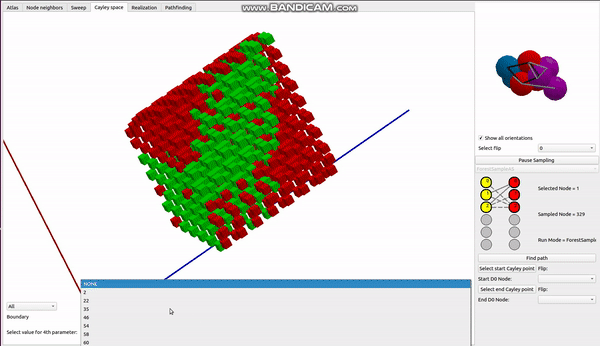 Atlas Node neighbors Sweep Cayley space Realization Pathfinding
www.BANDICAM.com
Show all orientations
Select flip 0
Pause Sampling
Selected Node = 1
Sampled Node = 329
Run Mode = ForestSample
Find path
Select start Cayley point Flip:
Start D0 Node:
Select end Cayley point Flip:
End D0 Node:
All
Boundary
Select value for 4th parameter:
NONE
2
22
35
46
54
58
60